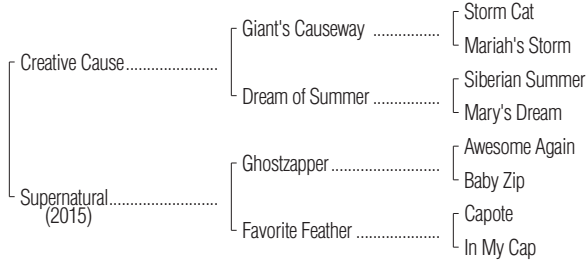 Storm Cat
Giant's Causeway ................
Mariah's Storm
Creative Cause......................
Siberian Summer
Dream of Summer ................
Mary's Dream
Awesome Again
Ghostzapper..........................
Baby Zip
Supernatural..........................
(2015)
Capote
Favorite Feather ....................
In My Cap